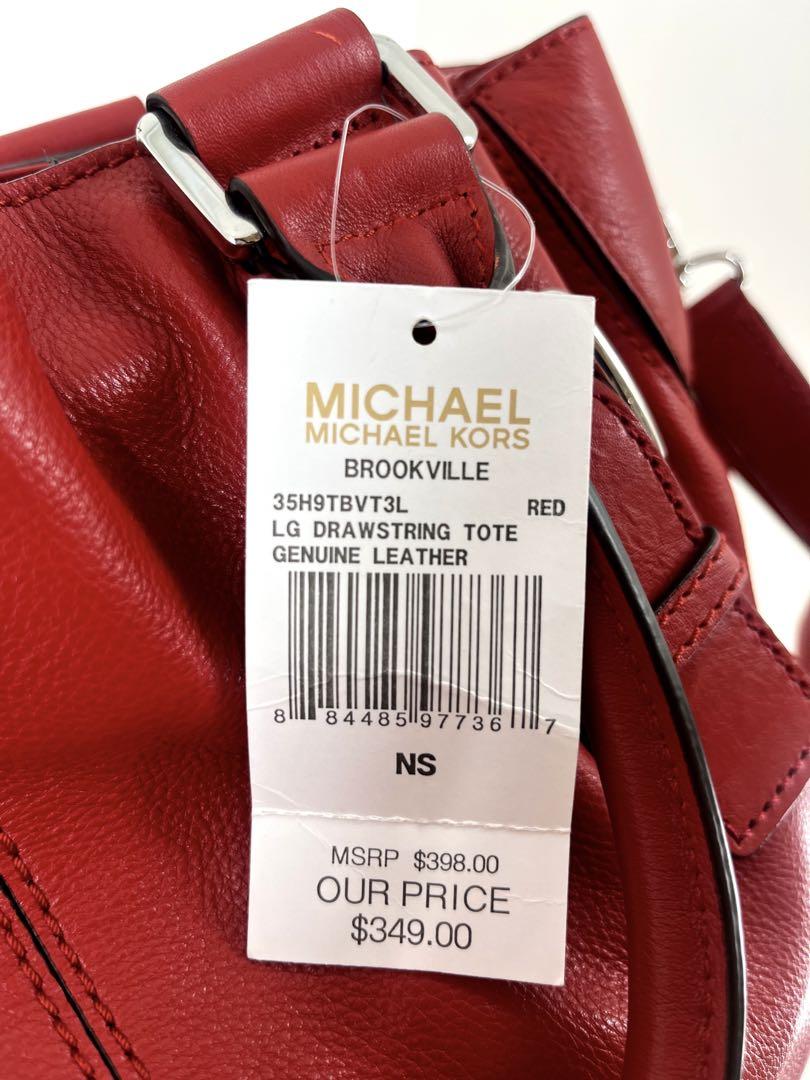 MICHAEL
MICHAEL KORS
BROOKVILLE
35H9TBVT3L RED
LG DRAWSTRING TOTE
GENUINE LEATHER
8 84485 97736 7
NS
MSRP $398.00
OUR PRICE
$349.00